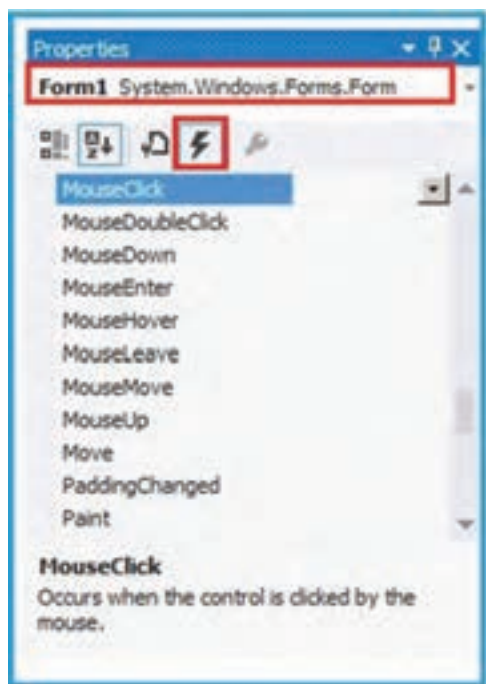 Properties
Form1 System.Windows.Forms.Form
MouseClick
MouseDoubleClick
MouseDown
MouseEnter
MouseHover
MouseLeave
MouseMove
MouseUp
Move
PaddingChanged
Paint
MouseClick
Occurs when the control is clicked by the
mouse.